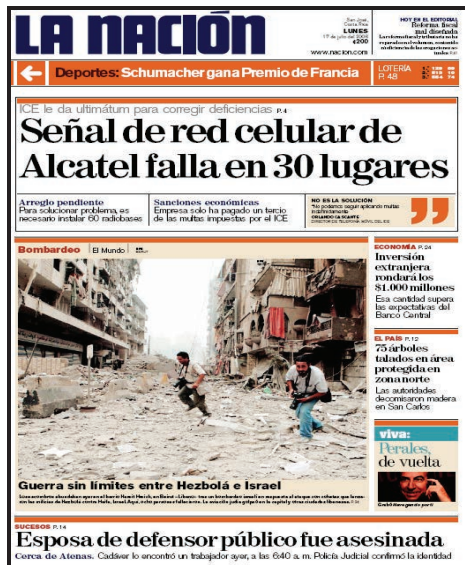 LA NACIÓN
San José,
Costa Rica
LUNES
17 de julio del 2006
¢200
www.nacion.com
HOY EN EL EDITORIAL
Reforma fiscal
mal diseñada
Deportes: Schumacher gana Premio de Francia
LOTERÍA
P. 48
ICE le da ultimátum para corregir deficiencias P.4
Señal de red celular de
Alcatel falla en 30 lugares
Arreglo pendiente
Para solucionar problema, es
necesario instalar 60 radiobases
Sanciones económicas
Empresa solo ha pagado un tercio
de las multas impuestas por el ICE
NO ES LA SOLUCIÓN
"No podemos seguir aplicando multas
indefinidamente
Bombardeo El Mundo
Guerra sin límites entre Hezbolá e Israel
ECONOMÍA P.24
Inversión
extranjera
rondará los
$1.000 millones
Esa cantidad supera
las expectativas del
Banco Central
EL PAÍS P.12
75 árboles
talados en área
protegida en
zona norte
Las autoridades
decomisaron madera
en San Carlos
viva:
Perales,
de vuelta
SUCESOS P.14
Esposa de defensor público fue asesinada
Cerca de Atenas. Cadáver lo encontró un trabajador ayer, a las 6:40 a. m. Policía Judicial confirmó la identidad